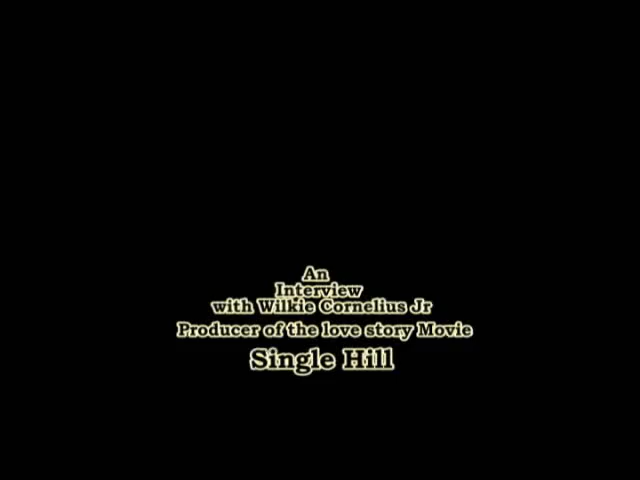 An
Interview
with Wilkie Cornelius Jr
Producer of the love story Movie
Single Hill